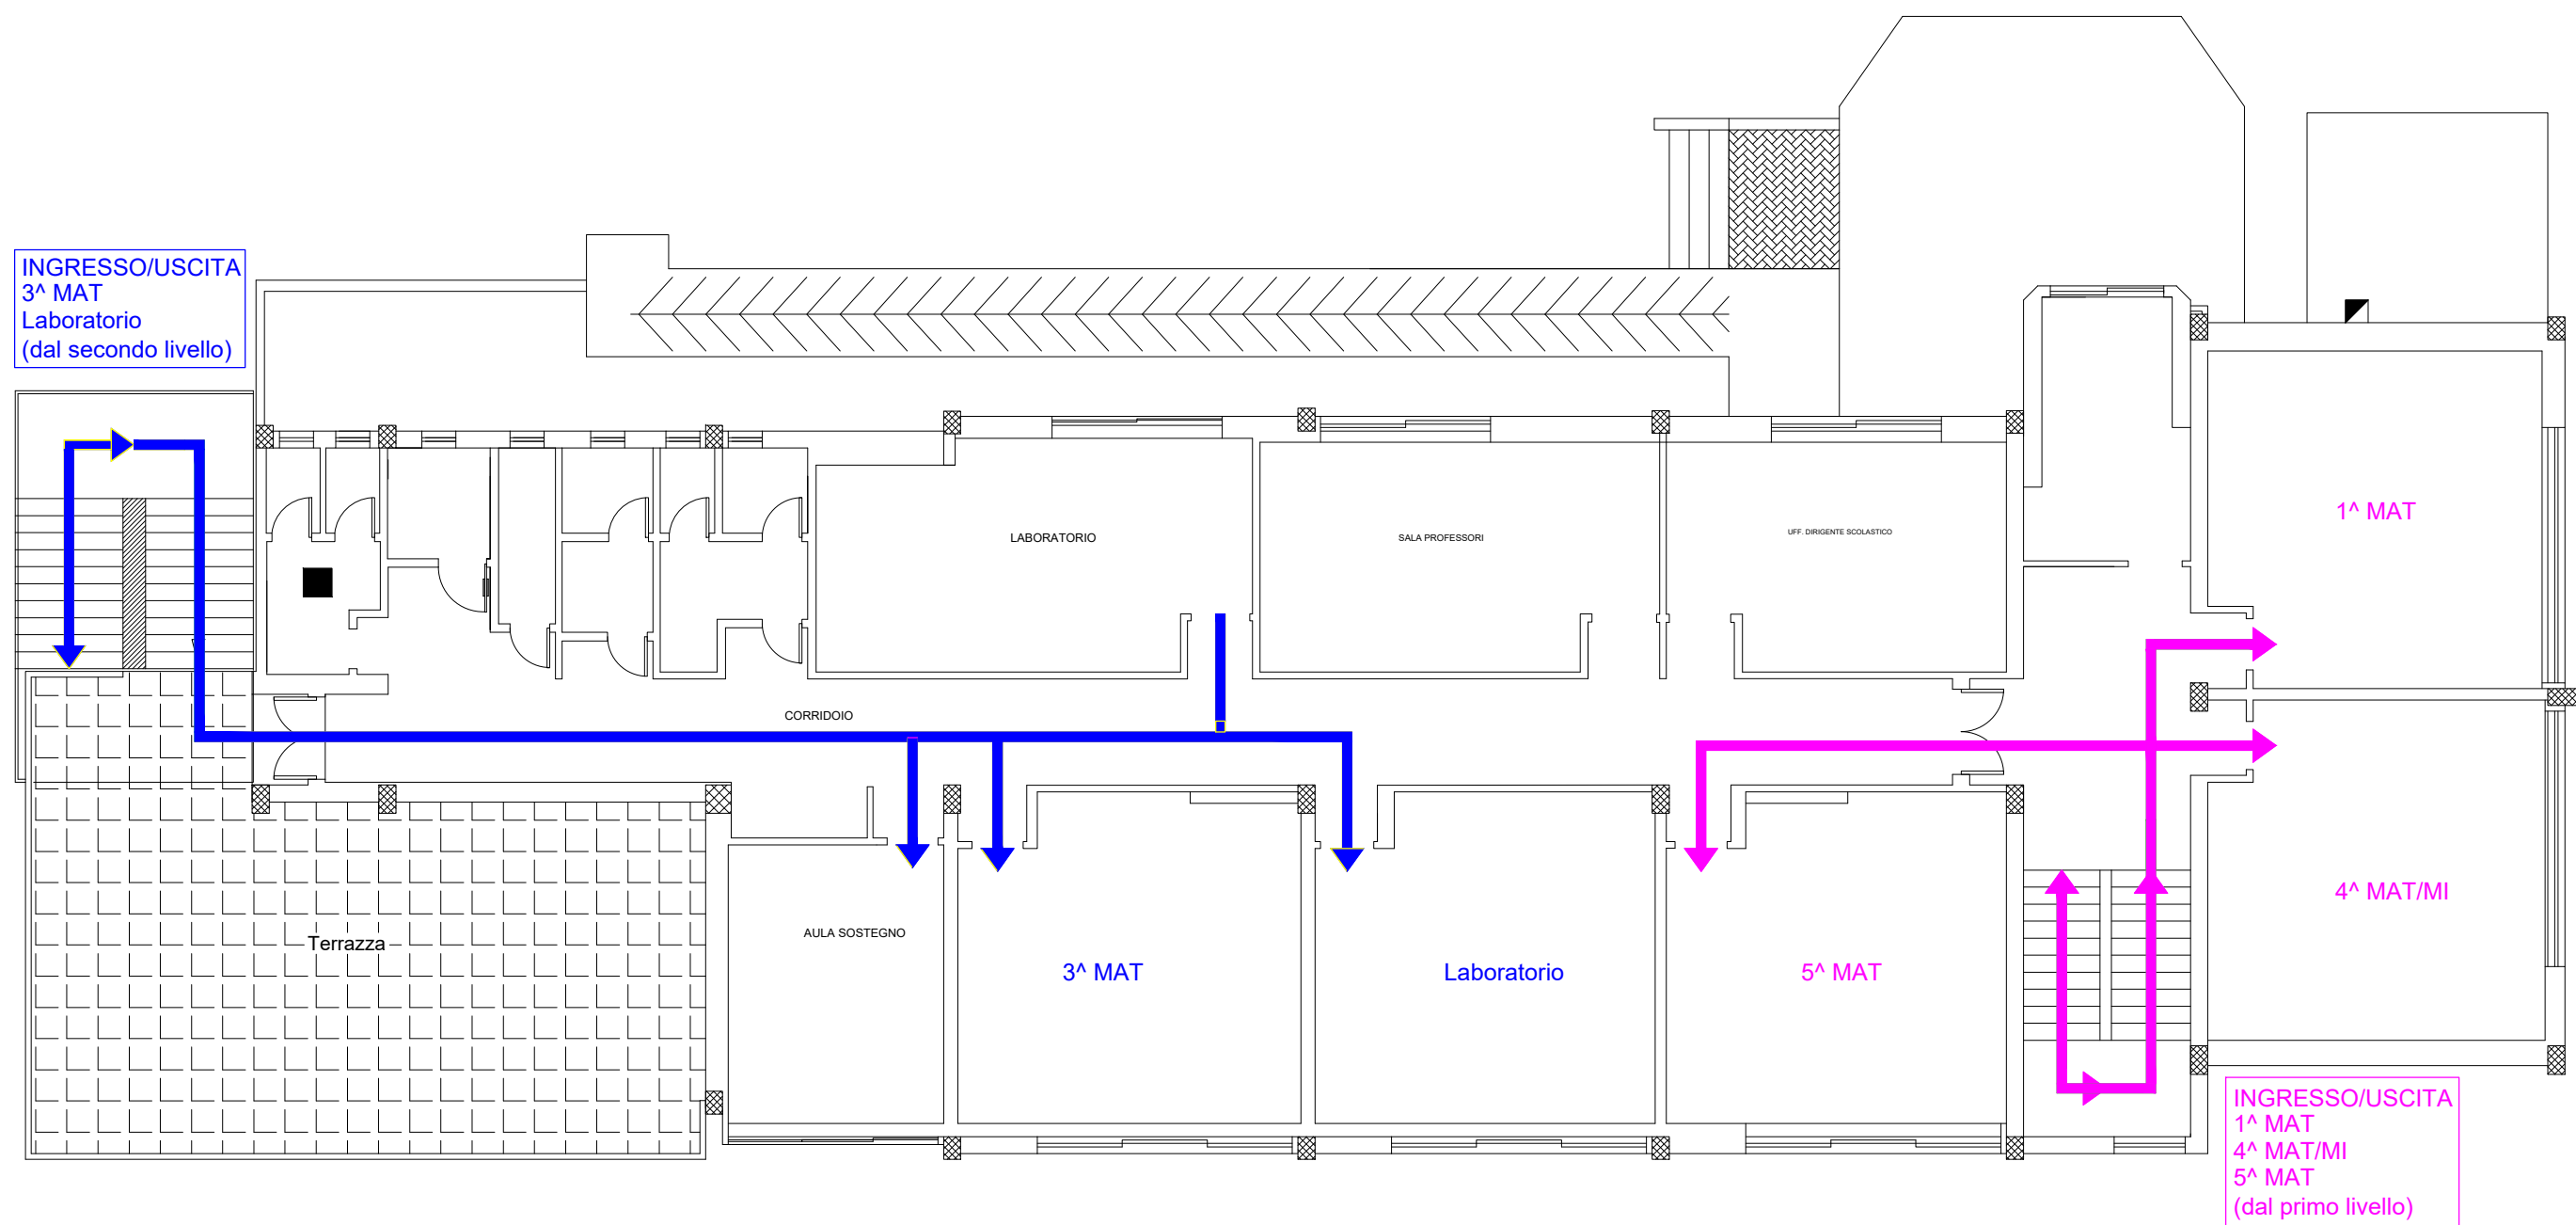 INGRESSO/USCITA
3^ MAT
Laboratorio
(dal secondo livello)
1^ MAT
LABORATORIO
SALA PROFESSORI
UFF. DIRIGENTE SCOLASTICO
CORRIDOIO
4^ MAT/MI
AULA SOSTEGNO
Terrazza
3^ MAT
Laboratorio
5^ MAT
INGRESSO/USCITA
1^ MAT
4^ MAT/MI
5^ MAT
(dal primo livello)